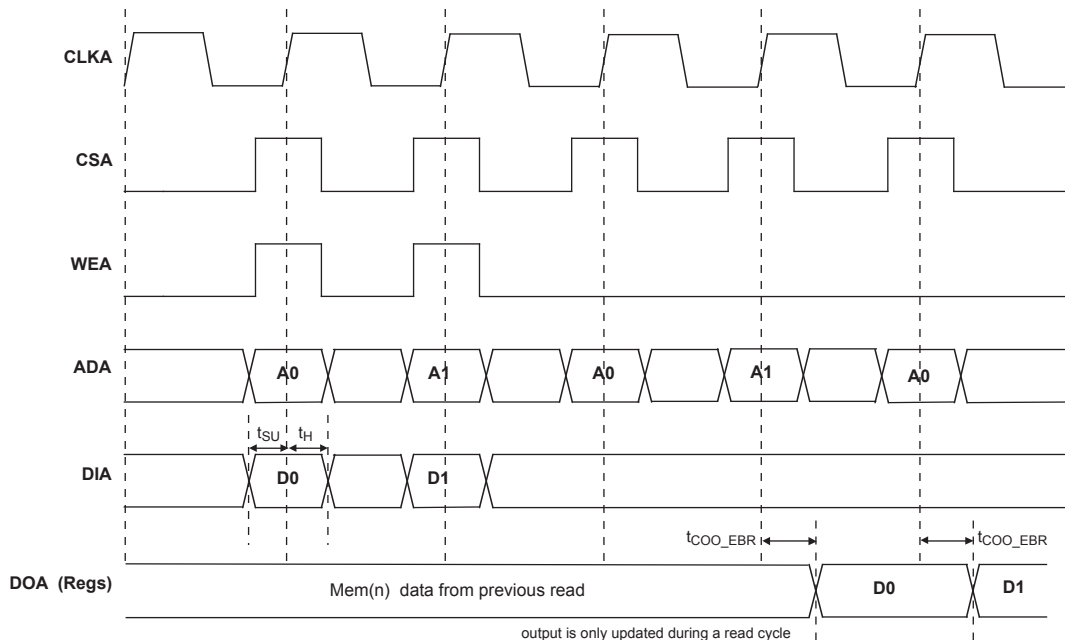 CLKA
CSA
WEA
ADA A0 A1 A0 A1 A0
tSU tH
DIA D0 D1
tCOO_EBR tCOO_EBR
DOA (Regs) Mem(n) data from previous read D0 D1
output is only updated during a read cycle